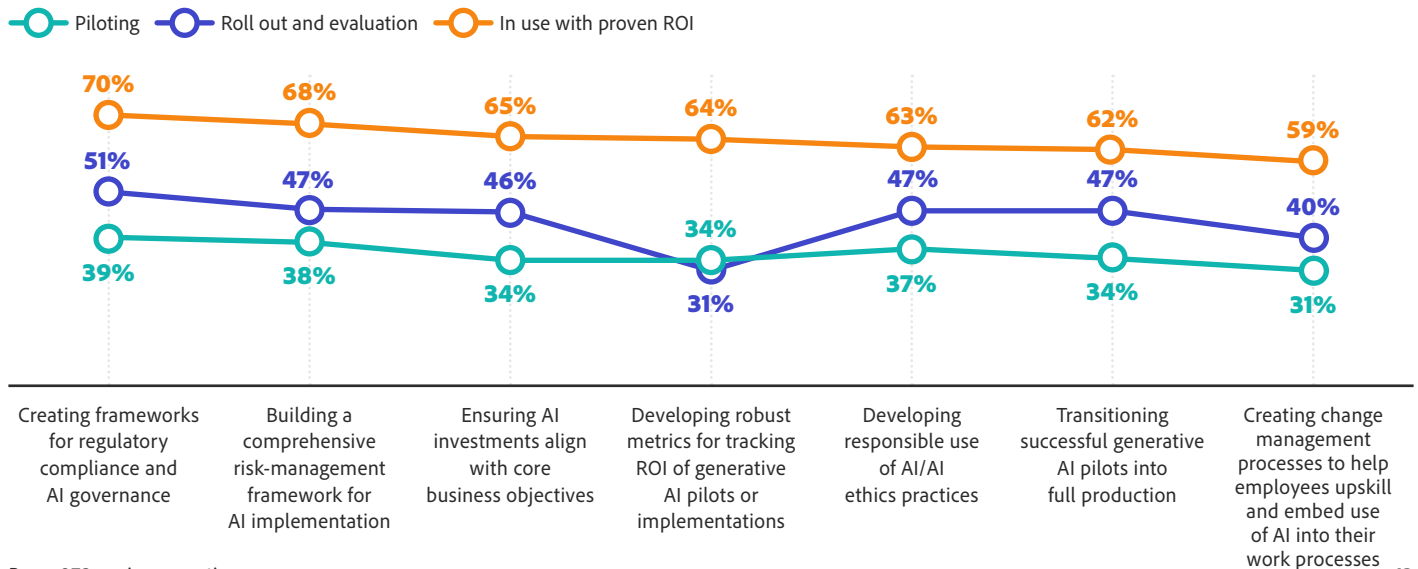 Piloting Roll out and evaluation In use with proven ROI
70% 68% 65% 64% 63% 62% 59%
51% 47% 46% 31% 47% 47% 40%
39% 38% 34% 34% 37% 34% 31%
Creating frameworks
for regulatory
compliance and
AI governance
Building a
comprehensive
risk-management
framework for
AI implementation
Ensuring AI
investments align
with core
business objectives
Developing robust
metrics for tracking
ROI of generative
AI pilots or
implementations
Developing
responsible use
of AI/AI
ethics practices
Transitioning
successful generative
AI pilots into
full production
Creating change
management
processes to help
employees upskill
and embed use
of AI into their
work processes